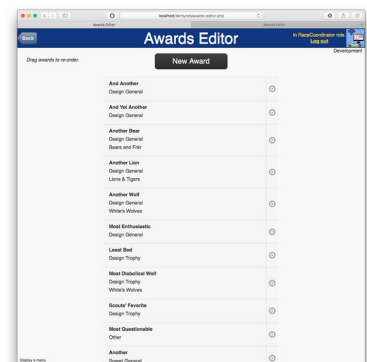 localhost/derbynet/awards-editor.php
Awards Editor
Awards Editor
Back
Awards Editor
In RaceCoordinator role.
Log out
Development
Drag awards to re-order.
New Award
And Another
Design General
And Yet Another
Design General
Another Bear
Design General
Bears and Frër
Another Lion
Design General
Lions & Tigers
Another Wolf
Design General
White's Wolves
Most Enthusiastic
Design General
Least Bad
Design Trophy
Most Diabolical Wolf
Design Trophy
White's Wolves
Scouts' Favorite
Design Trophy
Most Questionable
Other
Another
Speed General
Display a menu